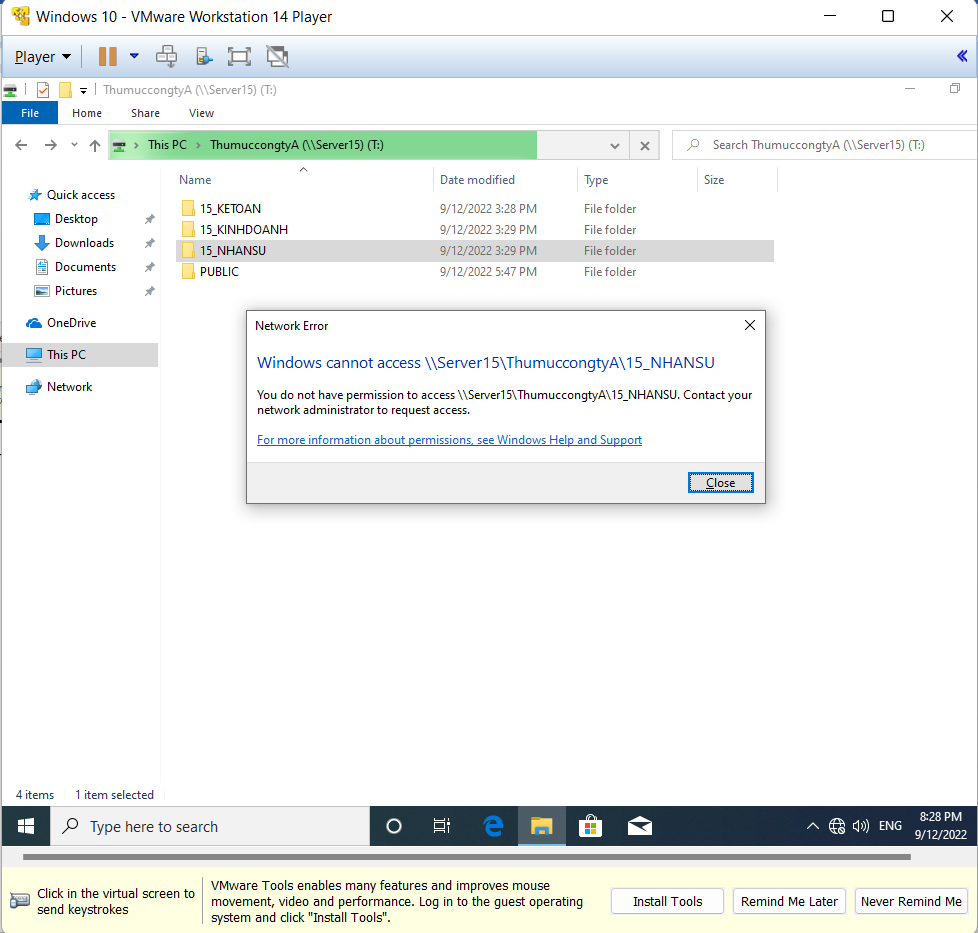 Windows 10 - VMware Workstation 14 Player
Player
ThumuccongtyA (\\Server15) (T:)
File Home Share View
This PC ThumuccongtyA (\\Server15) (T:) Search ThumuccongtyA (\\Server15) (T:)
Quick access
Desktop
Downloads
Documents
Pictures
OneDrive
This PC
Network
Name Date modified Type Size
15_KETOAN 9/12/2022 3:28 PM File folder
15_KINHDOANH 9/12/2022 3:29 PM File folder
15_NHANSU 9/12/2022 3:29 PM File folder
PUBLIC 9/12/2022 5:47 PM File folder
Network Error
Windows cannot access \\Server15\ThumuccongtyA\15_NHANSU
You do not have permission to access \\Server15\ThumuccongtyA\15_NHANSU. Contact your
network administrator to request access.
For more information about permissions, see Windows Help and Support
Close
4 items 1 item selected
Type here to search
ENG
8:28 PM
9/12/2022
Click in the virtual screen to
send keystrokes
VMware Tools enables many features and improves mouse
movement, video and performance. Log in to the guest operating
system and click "Install Tools".
Install Tools Remind Me Later Never Remind Me